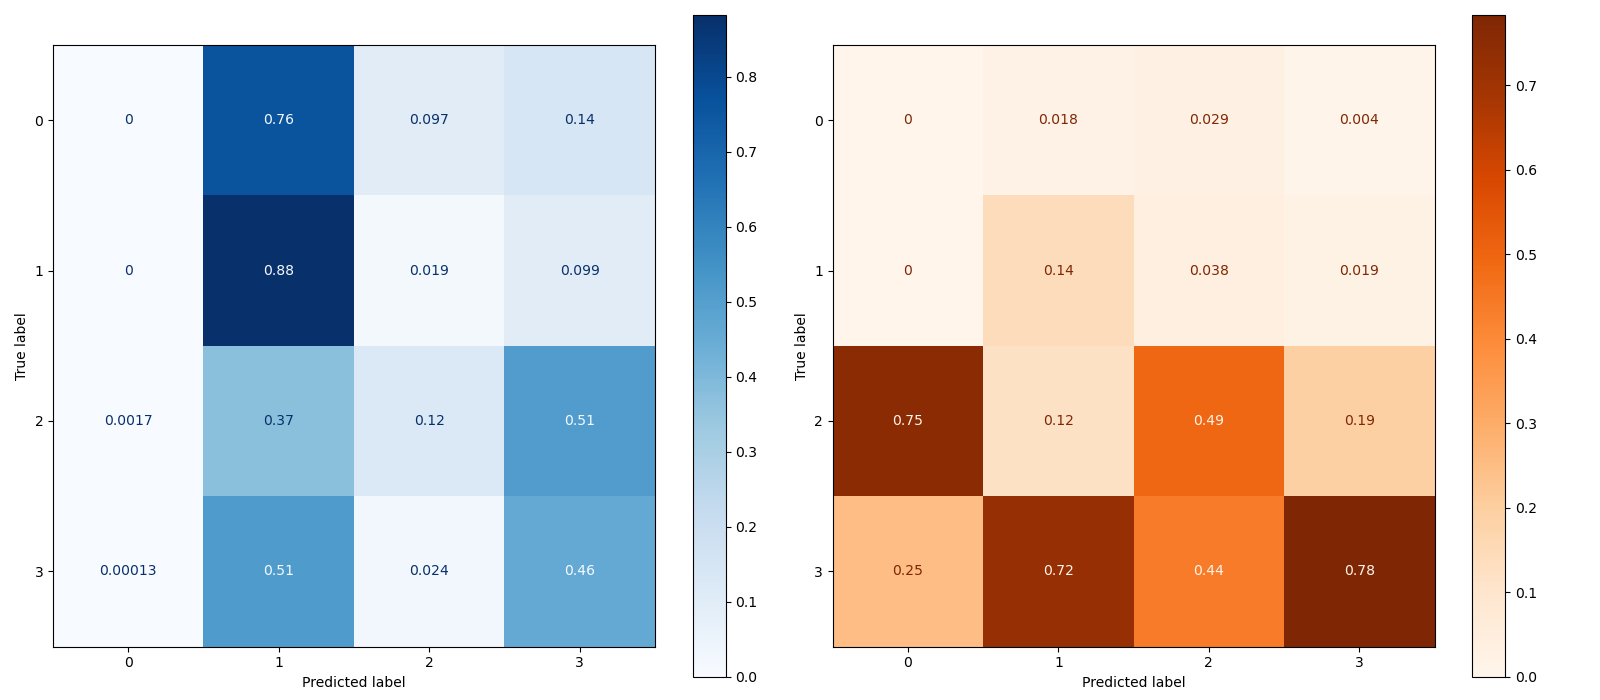 0 0 0.76 0.097 0.14
1 0 0.88 0.019 0.099
2 0.0017 0.37 0.12 0.51
3 0.00013 0.51 0.024 0.46
0 1 2 3
True label
Predicted label
0.8
0.7
0.6
0.5
0.4
0.3
0.2
0.1
0.0
0 0 0.018 0.029 0.004
1 0 0.14 0.038 0.019
2 0.75 0.12 0.49 0.19
3 0.25 0.72 0.44 0.78
0 1 2 3
True label
Predicted label
0.7
0.6
0.5
0.4
0.3
0.2
0.1
0.0